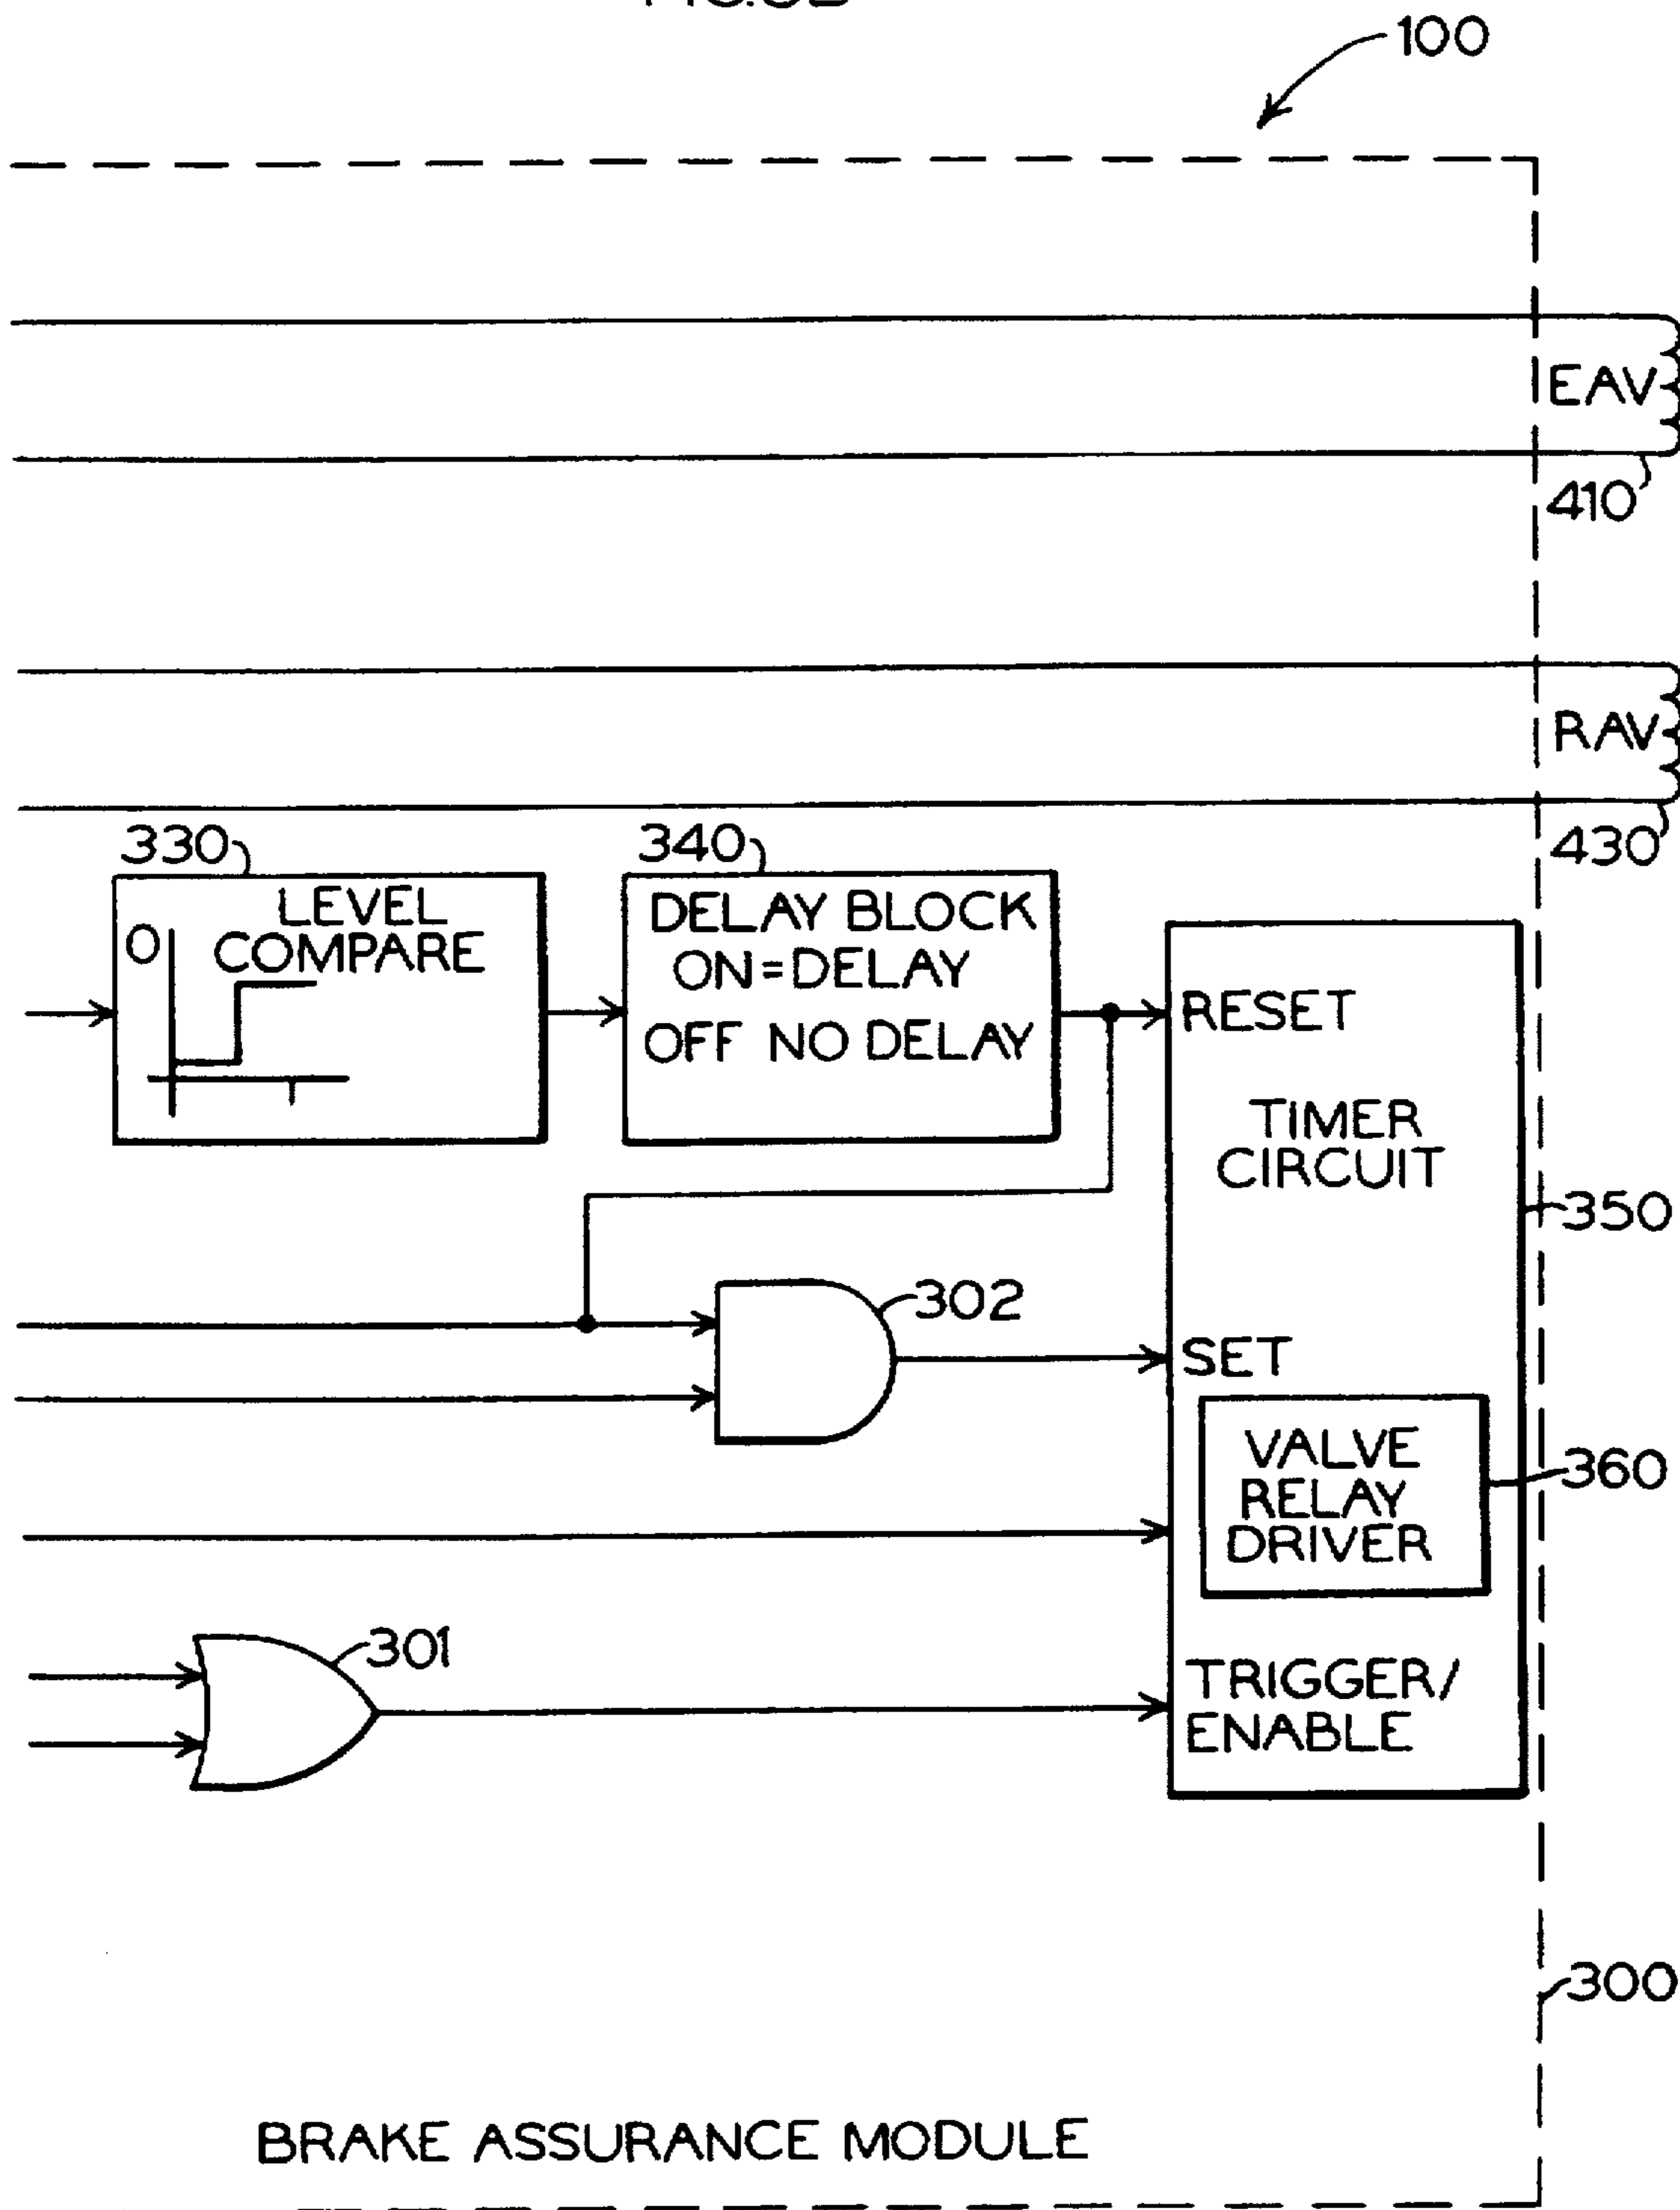 100
EAV
410
RAV
430
330
340
LEVEL
COMPARE
O
DELAY BLOCK
ON=DELAY
OFF NO DELAY
RESET
TIMER
CIRCUIT
350
302
SET
VALVE
RELAY
DRIVER
360
301
TRIGGER/
ENABLE
300
BRAKE ASSURANCE MODULE